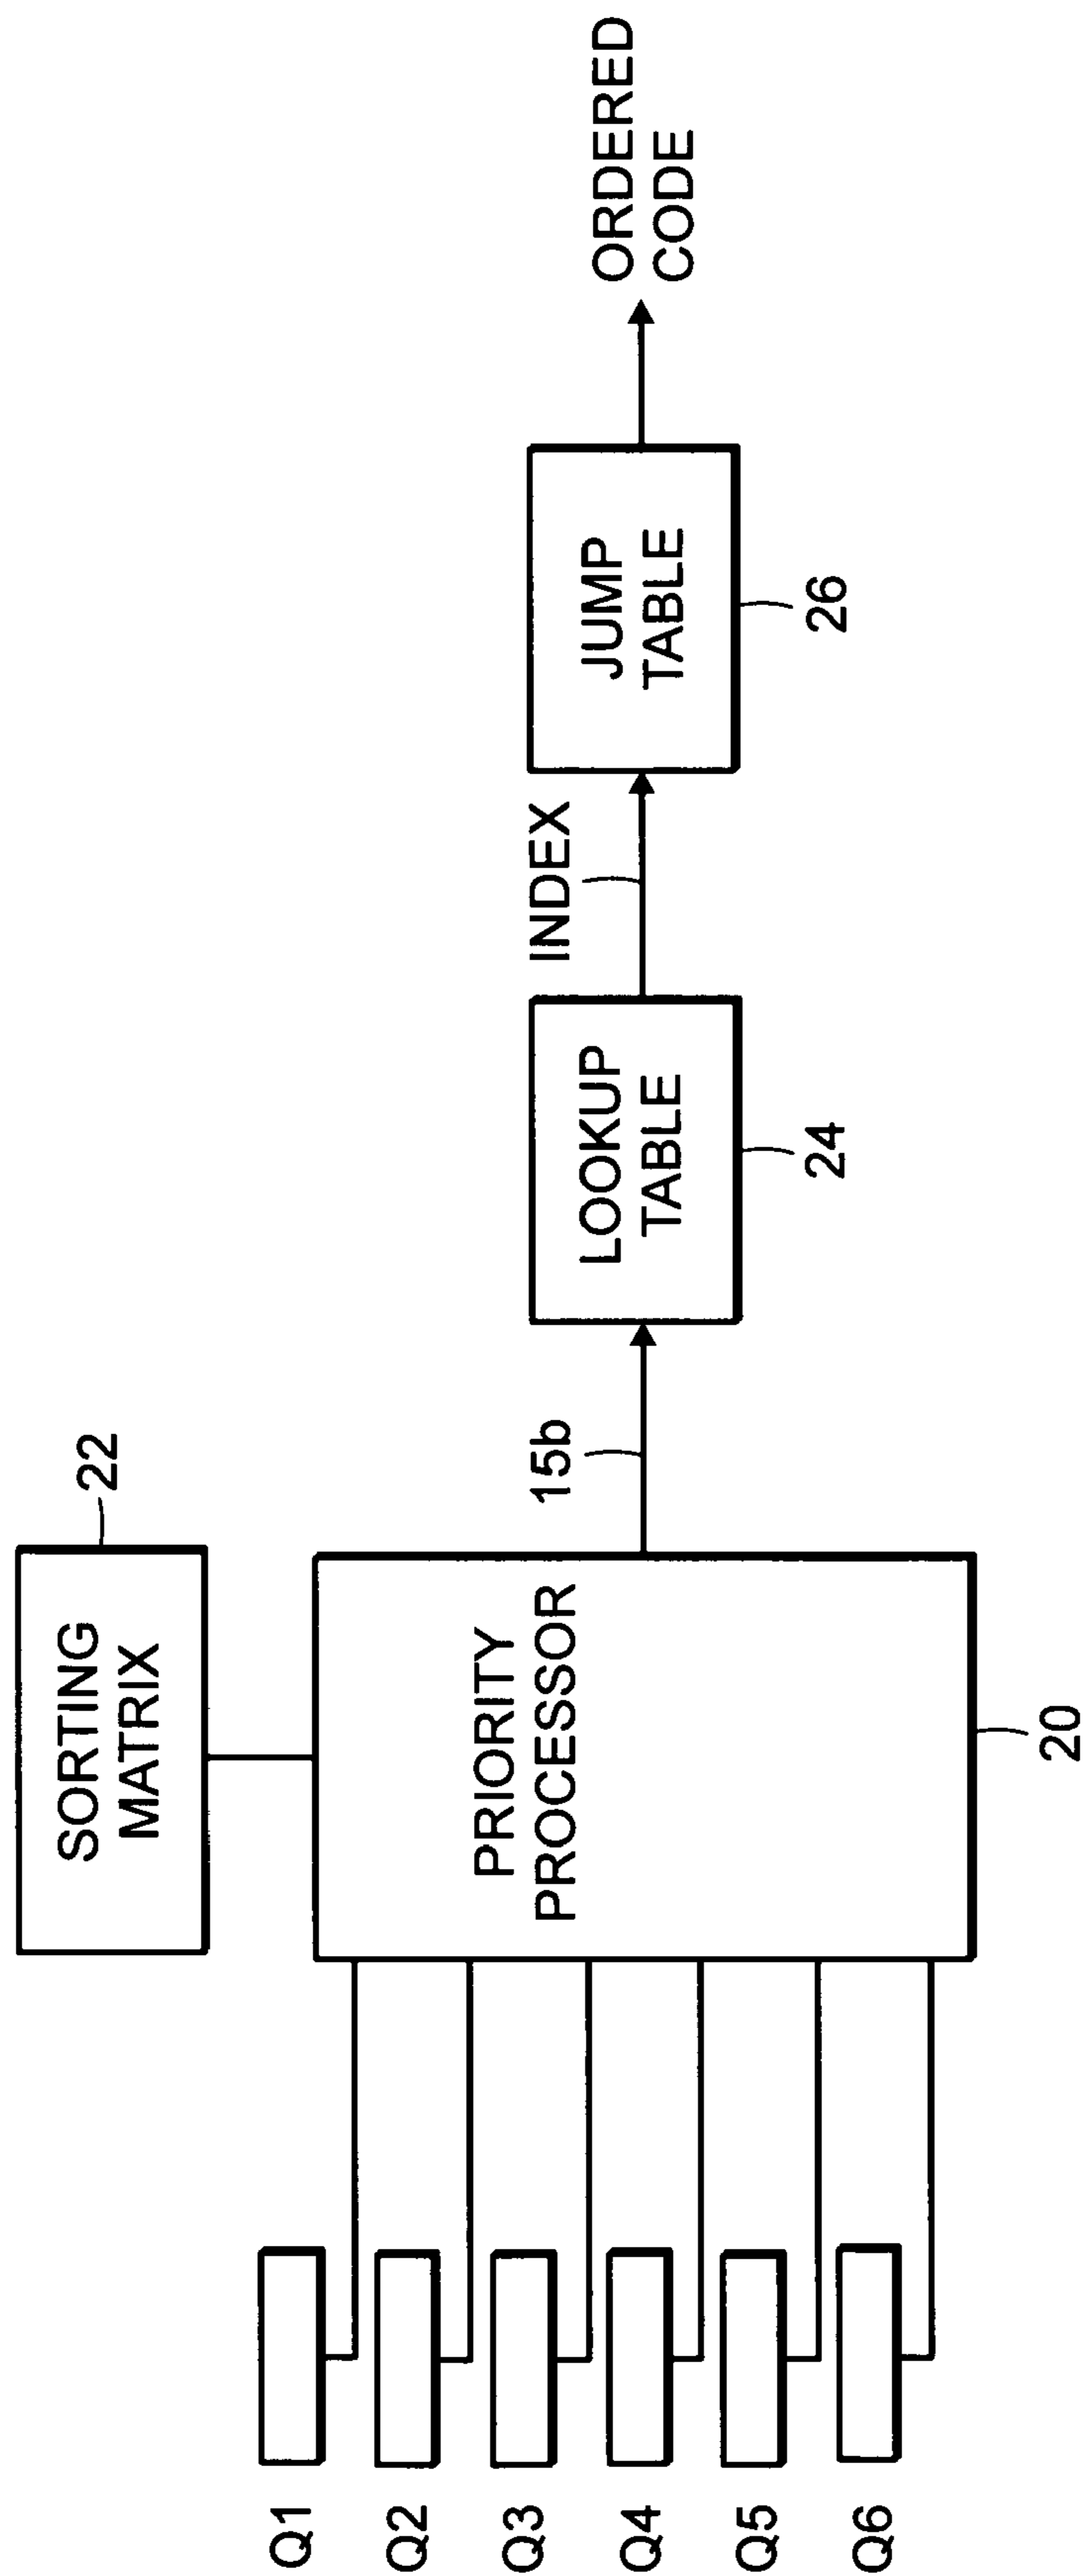 SORTING
MATRIX
22
Q1
Q2
Q3
Q4
Q5
Q6
PRIORITY
PROCESSOR
20
15b
LOOKUP
TABLE
24
INDEX
JUMP
TABLE
26
ORDERED
CODE